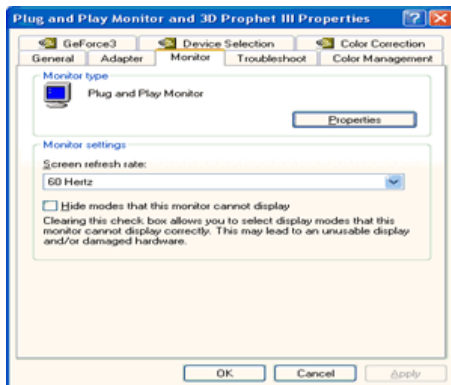 Plug and Play Monitor and 3D Prophet III Properties
GeForce3 Device Selection Color Correction
General Adapter Monitor Troubleshoot Color Management
Monitor type
Plug and Play Monitor
Properties
Monitor settings
Screen refresh rate:
60 Hertz
Hide modes that this monitor cannot display
Clearing this check box allows you to select display modes that this
monitor cannot display correctly. This may lead to an unusable display
and/or damaged hardware.
OK Cancel Apply